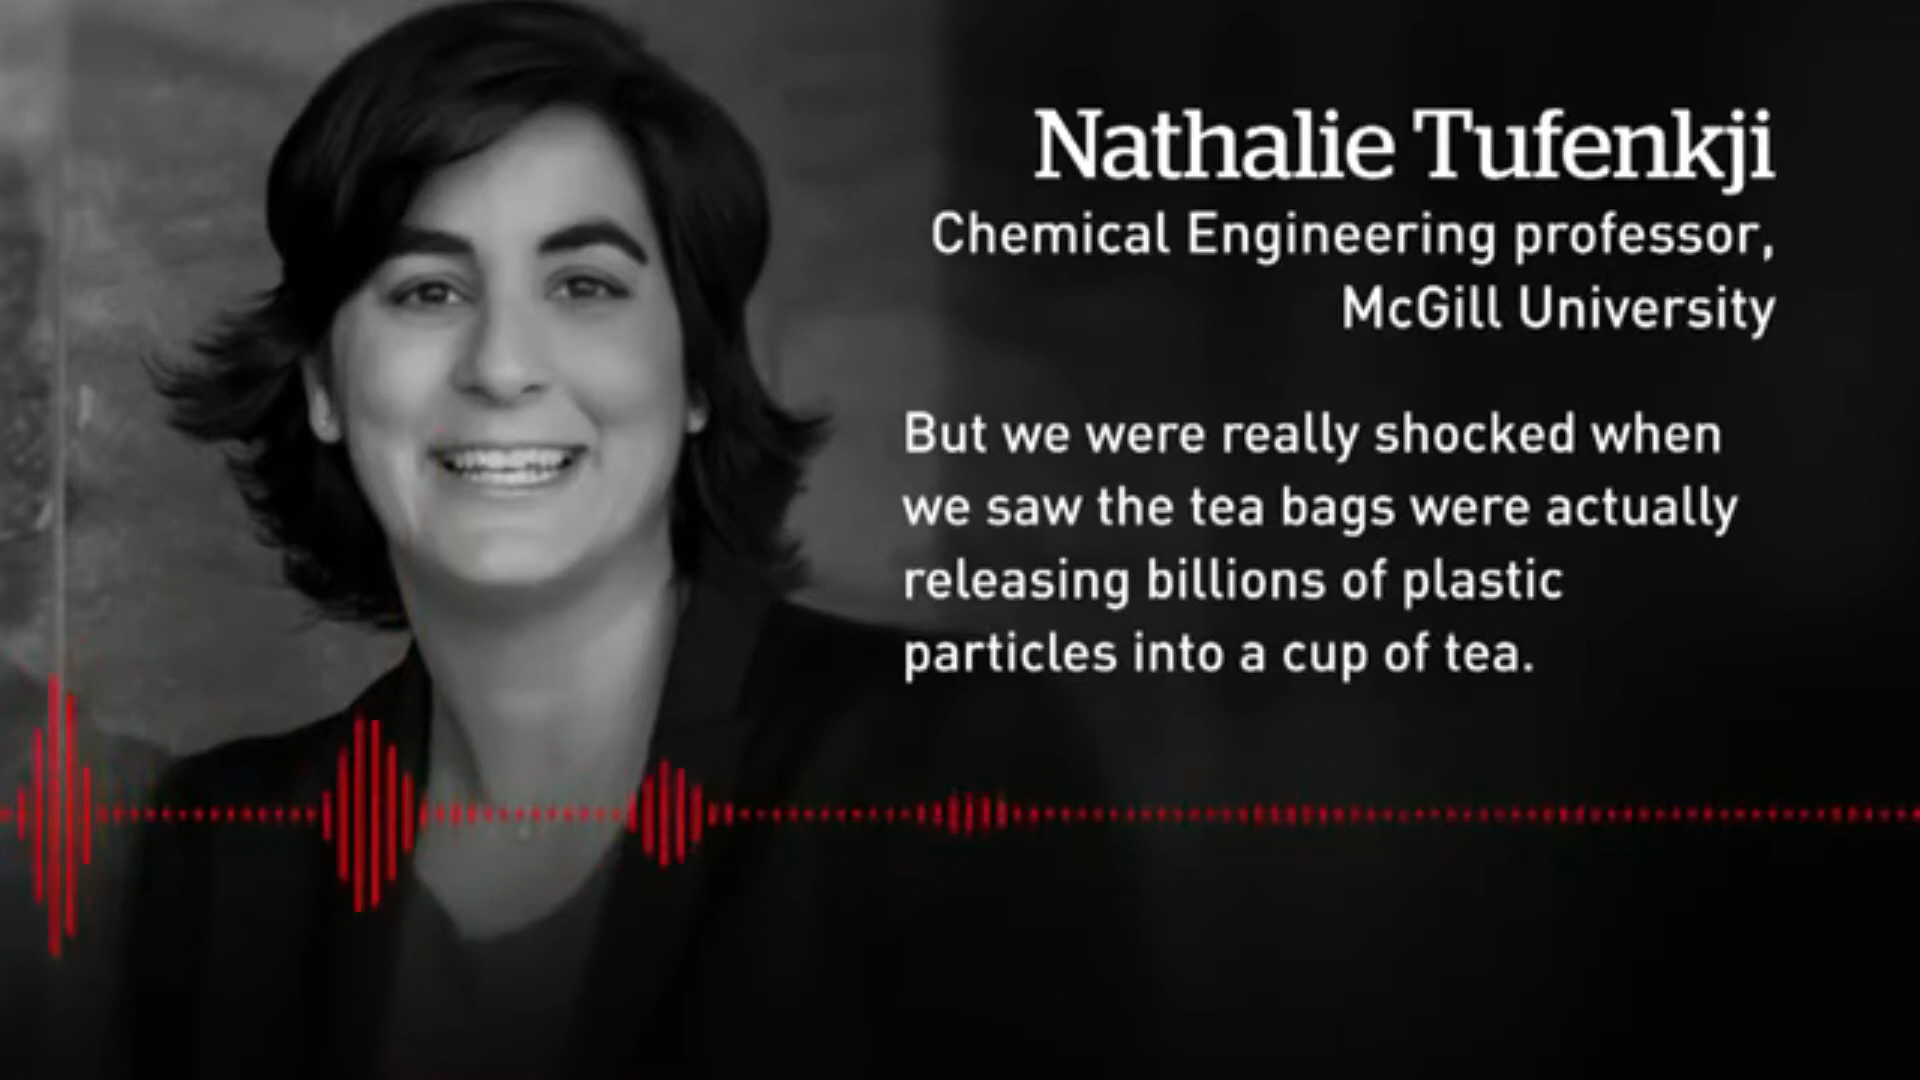 Nathalie Tufenkji
Chemical Engineering professor,
McGill University
But we were really shocked when
we saw the tea bags were actually
releasing billions of plastic
particles into a cup of tea.